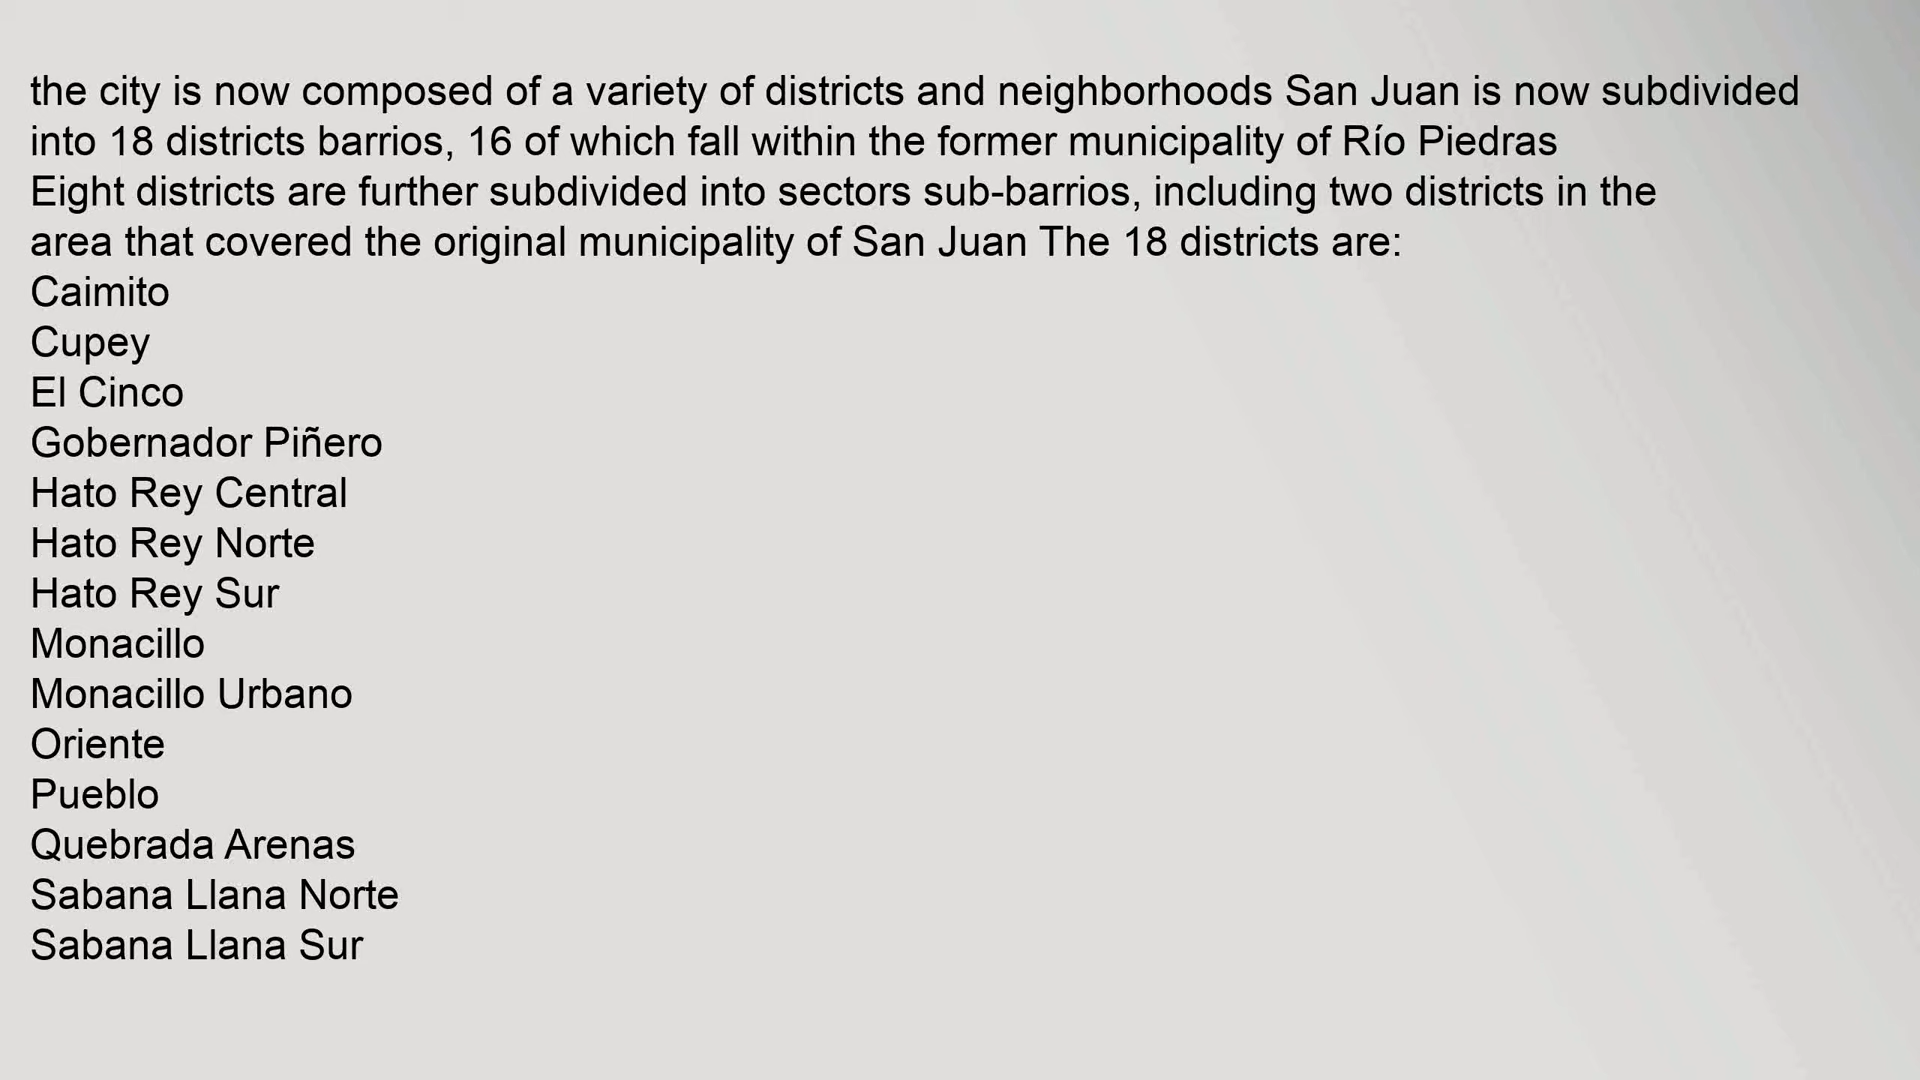 the city is now composed of a variety of districts and neighborhoods San Juan is now subdivided
into 18 districts barrios, 16 of which fall within the former municipality of Río Piedras
Eight districts are further subdivided into sectors sub-barrios, including two districts in the
area that covered the original municipality of San Juan The 18 districts are:
Caimito
Cupey
El Cinco
Gobernador Piñero
Hato Rey Central
Hato Rey Norte
Hato Rey Sur
Monacillo
Monacillo Urbano
Oriente
Pueblo
Quebrada Arenas
Sabana Llana Norte
Sabana Llana Sur